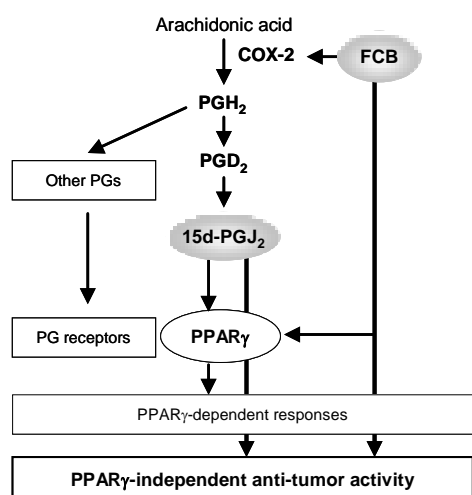 Arachidonic acid
COX-2
FCB
PGH₂
PGD₂
Other PGs
15d-PGJ₂
PG receptors
PPARγ
PPARγ-dependent responses
PPARγ-independent anti-tumor activity